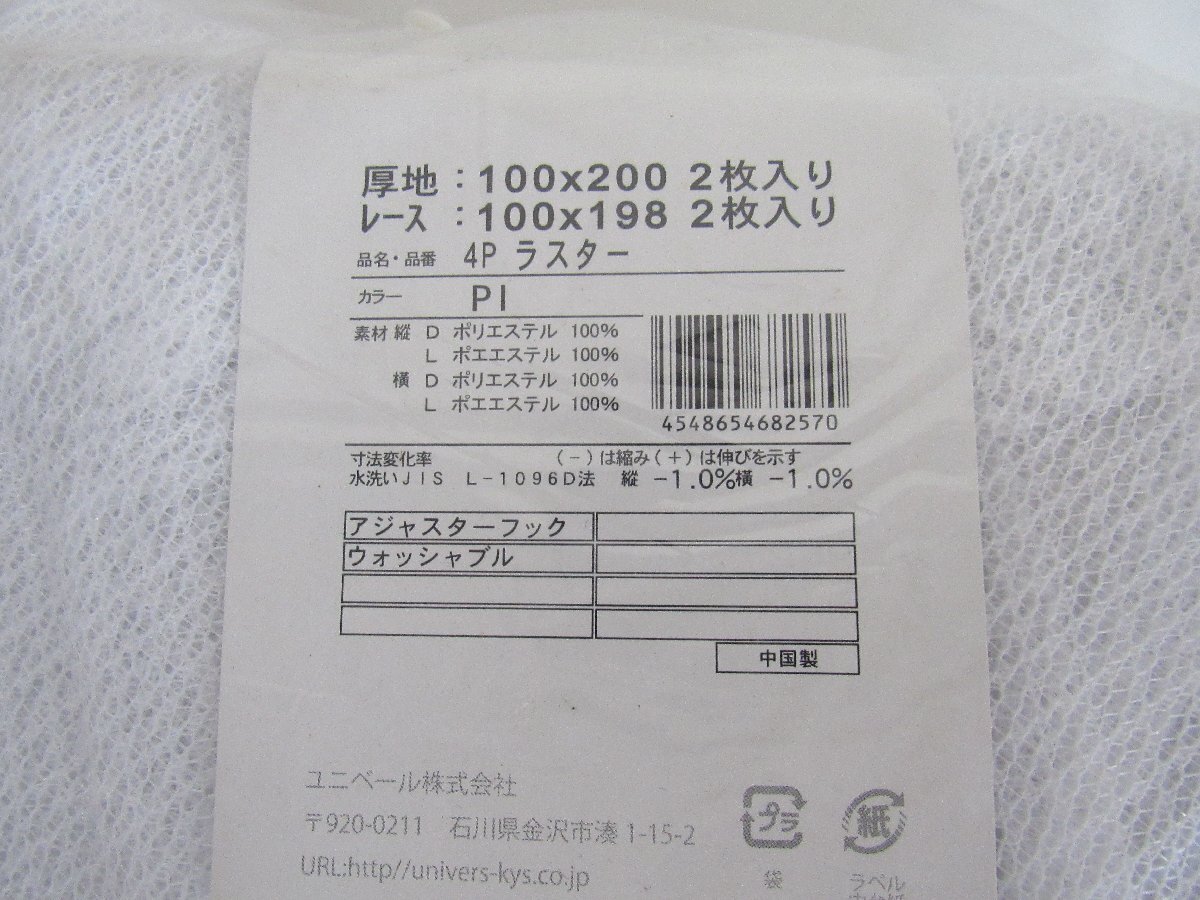 厚地：100x200 2枚入り
レース：100x198 2枚入り
品名・品番 4P ラスター
カラー PI
素材 縦 D ポリエステル 100%
L ポエエステル 100%
横 D ポリエステル 100%
L ポエエステル 100%
4548654682570
寸法変化率 （－）は縮み（＋）は伸びを示す
水洗いＪＩＳ Ｌ－１０９６Ｄ法 縦 －1.0%横 －1.0%
アジャスターフック
ウォッシャブル
中国製
ユニベール株式会社
〒920-0211 石川県金沢市湊 1-15-2
URL:http//univers-kys.co.jp
プラ 紙
袋 ラベル